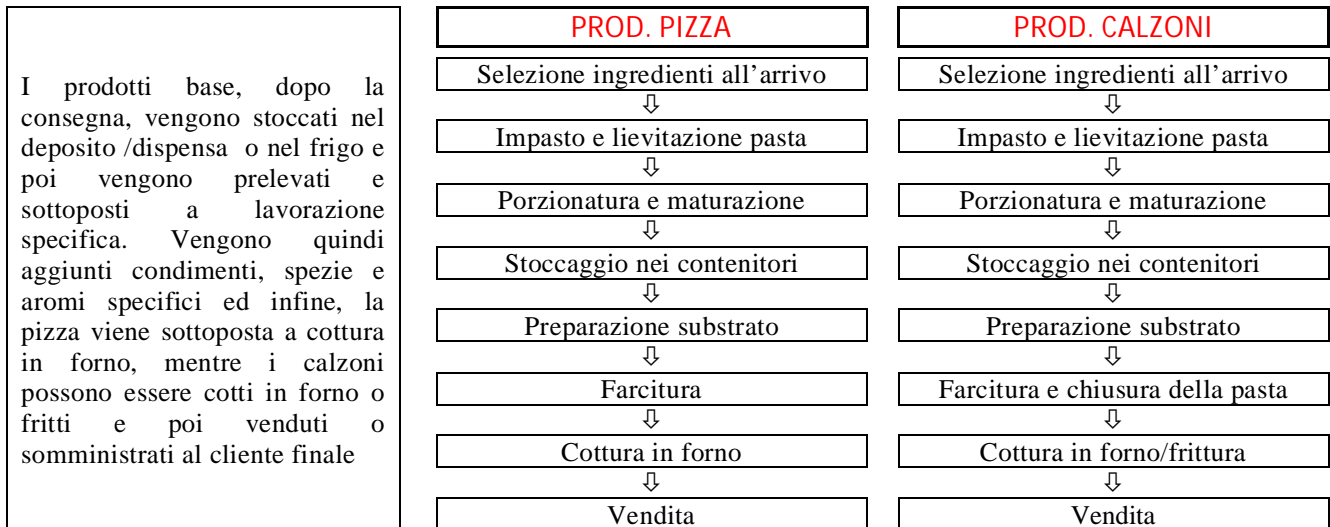 I prodotti base, dopo la
consegna, vengono stoccati nel
deposito /dispensa o nel frigo e
poi vengono prelevati e
sottoposti a lavorazione
specifica. Vengono quindi
aggiunti condimenti, spezie e
aromi specifici ed infine, la
pizza viene sottoposta a cottura
in forno, mentre i calzoni
possono essere cotti in forno o
fritti e poi venduti o
somministrati al cliente finale
PROD. PIZZA
Selezione ingredienti all'arrivo
⇩
Impasto e lievitazione pasta
⇩
Porzionatura e maturazione
⇩
Stoccaggio nei contenitori
⇩
Preparazione substrato
⇩
Farcitura
⇩
Cottura in forno
⇩
Vendita
PROD. CALZONI
Selezione ingredienti all'arrivo
⇩
Impasto e lievitazione pasta
⇩
Porzionatura e maturazione
⇩
Stoccaggio nei contenitori
⇩
Preparazione substrato
⇩
Farcitura e chiusura della pasta
⇩
Cottura in forno/frittura
⇩
Vendita